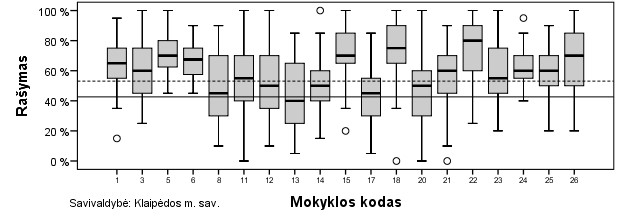 100 %
80 %
60 %
40 %
20 %
0 %
Rašymas
1 3 5 6 8 11 12 13 14 15 17 18 20 21 22 23 24 25 26
Savivaldybė: Klaipėdos m. sav.
Mokyklos kodas